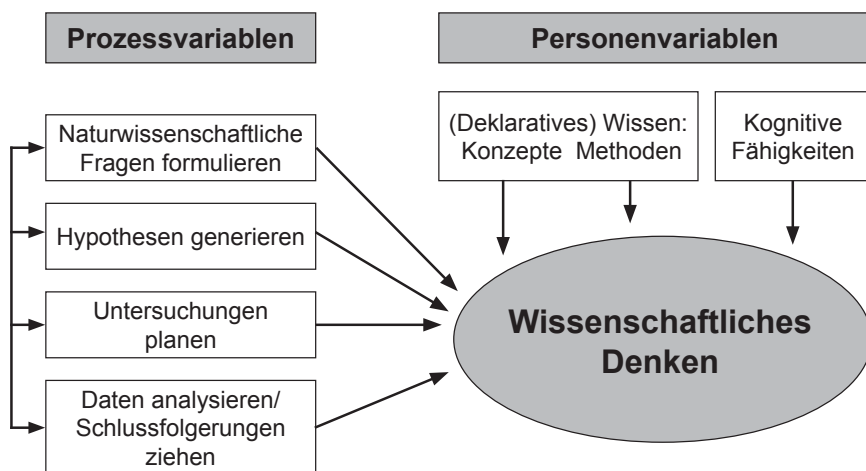 Prozessvariablen
Personenvariablen
Naturwissenschaftliche
Fragen formulieren
Hypothesen generieren
Untersuchungen
planen
Daten analysieren/
Schlussfolgerungen
ziehen
(Deklaratives) Wissen:
Konzepte Methoden
Kognitive
Fähigkeiten
Wissenschaftliches
Denken